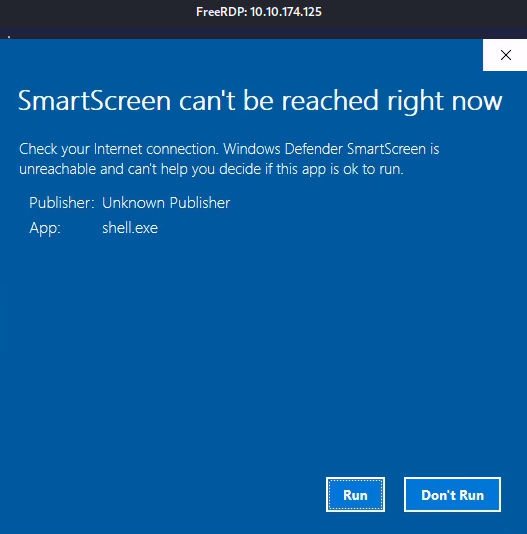 FreeRDP: 10.10.174.125
SmartScreen can't be reached right now
Check your Internet connection. Windows Defender SmartScreen is
unreachable and can't help you decide if this app is ok to run.
Publisher: Unknown Publisher
App: shell.exe
Run Don't Run